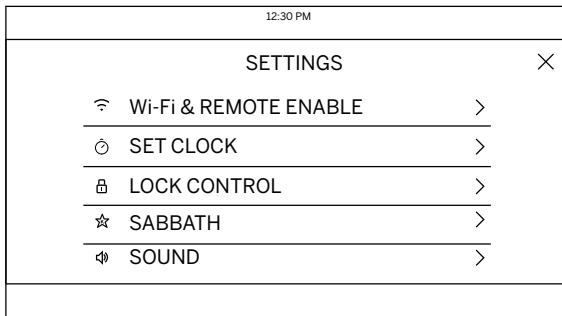 12:30 PM
SETTINGS
Wi-Fi & REMOTE ENABLE
SET CLOCK
LOCK CONTROL
SABBATH
SOUND